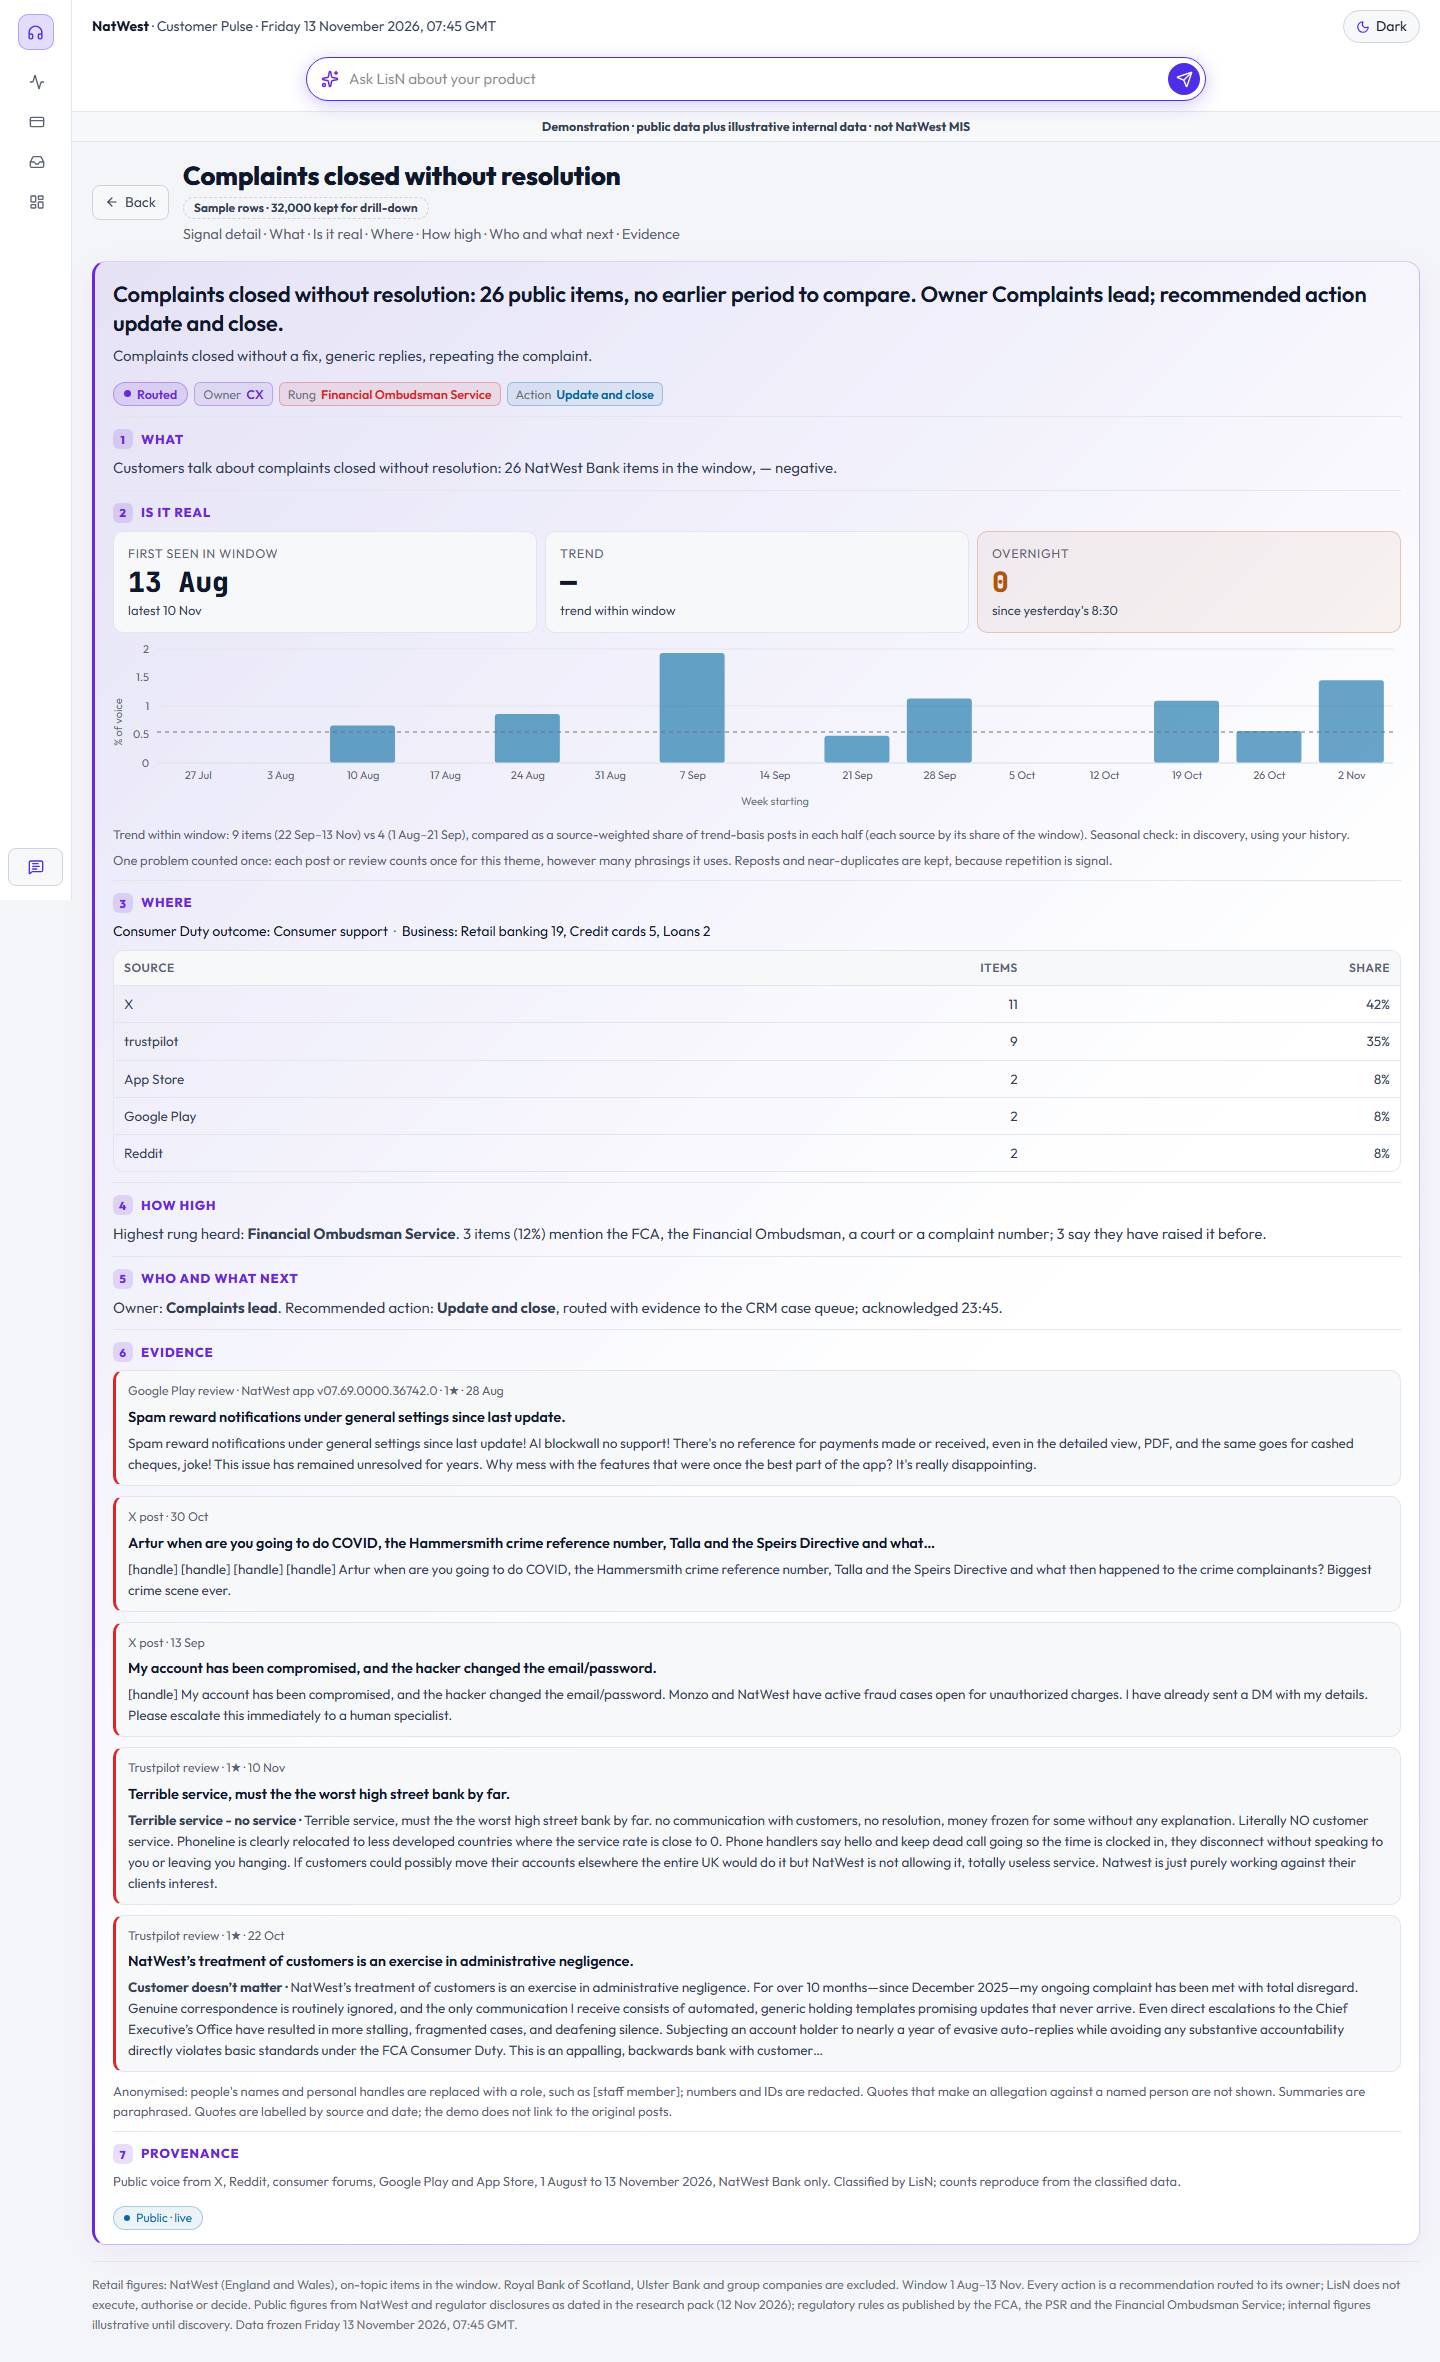 NatWest · Customer Pulse · Friday 13 November 2026, 07:45 GMT
Dark
Ask LisN about your product
Demonstration · public data plus illustrative internal data · not NatWest MIS
Back
Complaints closed without resolution
Sample rows · 32,000 kept for drill-down
Signal detail · What · Is it real · Where · How high · Who and what next · Evidence
Complaints closed without resolution: 26 public items, no earlier period to compare. Owner Complaints lead; recommended action
update and close.
Complaints closed without a fix, generic replies, repeating the complaint.
Routed
Owner CX
Rung Financial Ombudsman Service
Action Update and close
1 WHAT
Customers talk about complaints closed without resolution: 26 NatWest Bank items in the window, — negative.
2 IS IT REAL
FIRST SEEN IN WINDOW
13 Aug
latest 10 Nov
TREND
—
trend within window
OVERNIGHT
0
since yesterday's 8:30
% of voice
2
1.5
1
0.5
0
27 Jul 3 Aug 10 Aug 17 Aug 24 Aug 31 Aug 7 Sep 14 Sep 21 Sep 28 Sep 5 Oct 12 Oct 19 Oct 26 Oct 2 Nov
Week starting
Trend within window: 9 items (22 Sep–13 Nov) vs 4 (1 Aug–21 Sep), compared as a source-weighted share of trend-basis posts in each half (each source by its share of the window). Seasonal check: in discovery, using your history.
One problem counted once: each post or review counts once for this theme, however many phrasings it uses. Reposts and near-duplicates are kept, because repetition is signal.
3 WHERE
Consumer Duty outcome: Consumer support · Business: Retail banking 19, Credit cards 5, Loans 2
SOURCE ITEMS SHARE
X 11 42%
trustpilot 9 35%
App Store 2 8%
Google Play 2 8%
Reddit 2 8%
4 HOW HIGH
Highest rung heard: Financial Ombudsman Service. 3 items (12%) mention the FCA, the Financial Ombudsman, a court or a complaint number; 3 say they have raised it before.
5 WHO AND WHAT NEXT
Owner: Complaints lead. Recommended action: Update and close, routed with evidence to the CRM case queue; acknowledged 23:45.
6 EVIDENCE
Google Play review · NatWest app v07.69.0000.36742.0 · 1★ · 28 Aug
Spam reward notifications under general settings since last update.
Spam reward notifications under general settings since last update! AI blockwall no support! There's no reference for payments made or received, even in the detailed view, PDF, and the same goes for cashed
cheques, joke! This issue has remained unresolved for years. Why mess with the features that were once the best part of the app? It's really disappointing.
X post · 30 Oct
Artur when are you going to do COVID, the Hammersmith crime reference number, Talla and the Speirs Directive and what…
[handle] [handle] [handle] [handle] Artur when are you going to do COVID, the Hammersmith crime reference number, Talla and the Speirs Directive and what then happened to the crime complainants? Biggest
crime scene ever.
X post · 13 Sep
My account has been compromised, and the hacker changed the email/password.
[handle] My account has been compromised, and the hacker changed the email/password. Monzo and NatWest have active fraud cases open for unauthorized charges. I have already sent a DM with my details.
Please escalate this immediately to a human specialist.
Trustpilot review · 1★ · 10 Nov
Terrible service, must the the worst high street bank by far.
Terrible service - no service · Terrible service, must the the worst high street bank by far. no communication with customers, no resolution, money frozen for some without any explanation. Literally NO customer
service. Phoneline is clearly relocated to less developed countries where the service rate is close to 0. Phone handlers say hello and keep dead call going so the time is clocked in, they disconnect without speaking to
you or leaving you hanging. If customers could possibly move their accounts elsewhere the entire UK would do it but NatWest is not allowing it, totally useless service. Natwest is just purely working against their
clients interest.
Trustpilot review · 1★ · 22 Oct
NatWest’s treatment of customers is an exercise in administrative negligence.
Customer doesn’t matter · NatWest’s treatment of customers is an exercise in administrative negligence. For over 10 months—since December 2025—my ongoing complaint has been met with total disregard.
Genuine correspondence is routinely ignored, and the only communication I receive consists of automated, generic holding templates promising updates that never arrive. Even direct escalations to the Chief
Executive’s Office have resulted in more stalling, fragmented cases, and deafening silence. Subjecting an account holder to nearly a year of evasive auto-replies while avoiding any substantive accountability
directly violates basic standards under the FCA Consumer Duty. This is an appalling, backwards bank with customer…
Anonymised: people's names and personal handles are replaced with a role, such as [staff member]; numbers and IDs are redacted. Quotes that make an allegation against a named person are not shown. Summaries are
paraphrased. Quotes are labelled by source and date; the demo does not link to the original posts.
7 PROVENANCE
Public voice from X, Reddit, consumer forums, Google Play and App Store, 1 August to 13 November 2026, NatWest Bank only. Classified by LisN; counts reproduce from the classified data.
Public · live
Retail figures: NatWest (England and Wales), on-topic items in the window. Royal Bank of Scotland, Ulster Bank and group companies are excluded. Window 1 Aug–13 Nov. Every action is a recommendation routed to its owner; LisN does not
execute, authorise or decide. Public figures from NatWest and regulator disclosures as dated in the research pack (12 Nov 2026); regulatory rules as published by the FCA, the PSR and the Financial Ombudsman Service; internal figures
illustrative until discovery. Data frozen Friday 13 November 2026, 07:45 GMT.